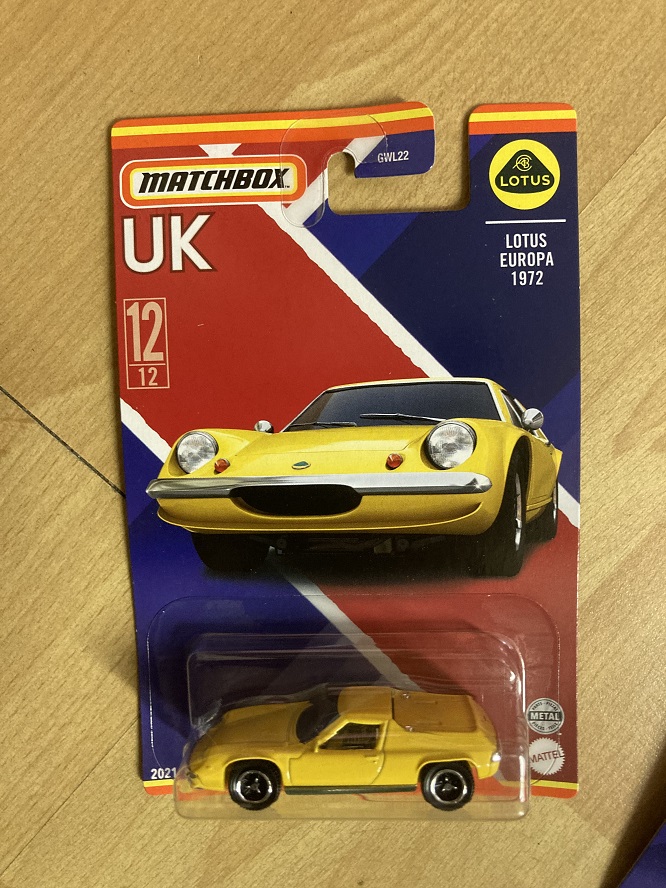 GWL22
MATCHBOX
UK
12
12
LOTUS
LOTUS
EUROPA
1972
2021
METAL
MATTEL